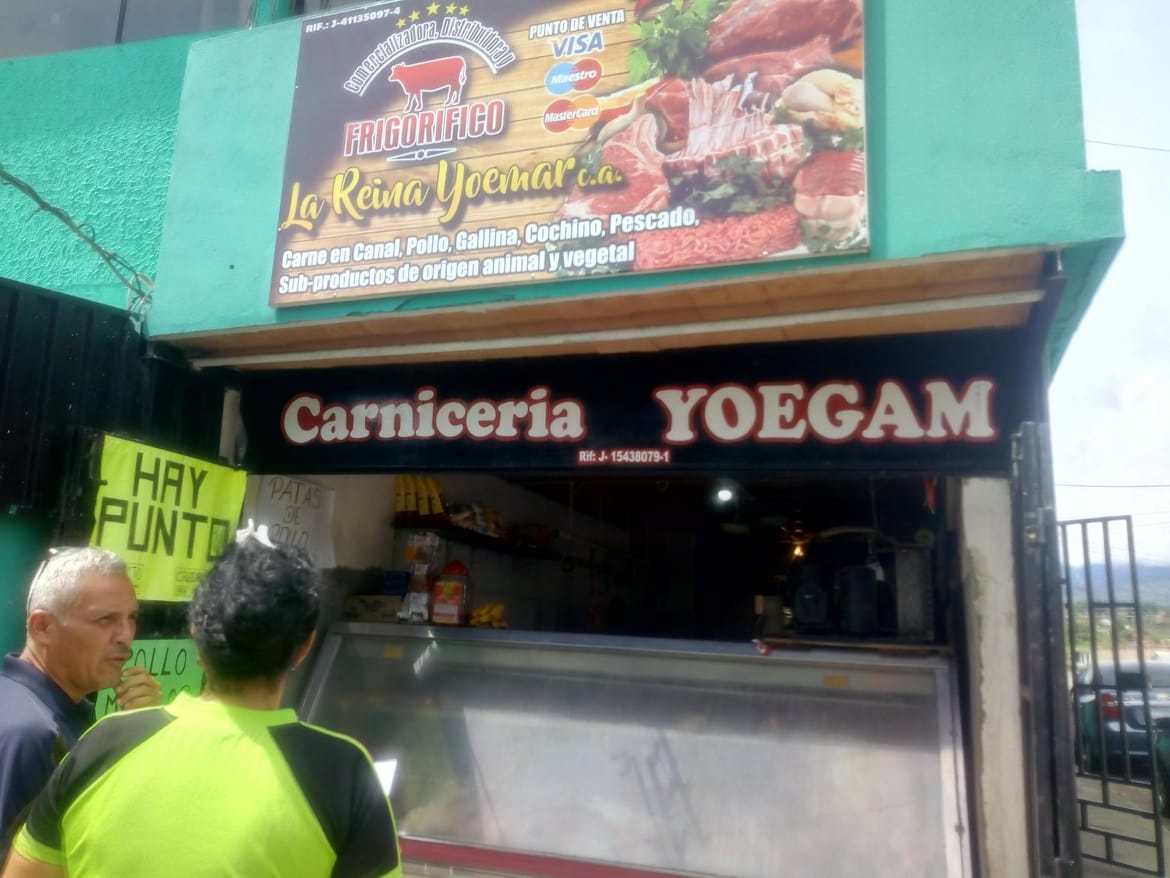 RIF.: J-41135097-4
Comercializadora, Distribuidora y
FRIGORIFICO
PUNTO DE VENTA
VISA
Maestro
MasterCard
La Reina Yoemar c.a.
Carne en Canal, Pollo, Gallina, Cochino, Pescado,
Sub-productos de origen animal y vegetal
Carniceria YOEGAM
Rif: J- 15438079-1
HAY
PUNTO
PATAS
DE
POLLO